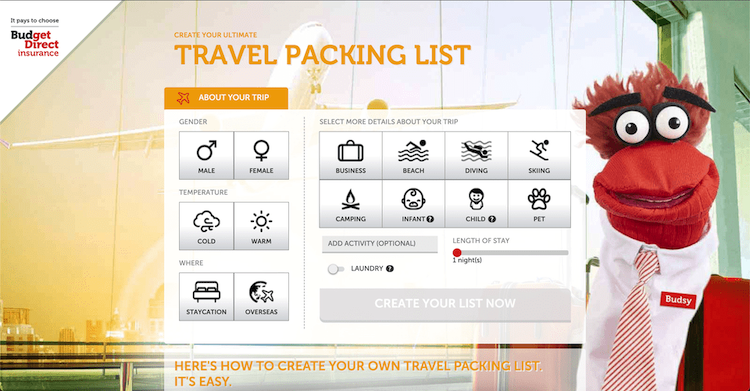 It pays to choose
Budget
Direct
insurance
CREATE YOUR ULTIMATE
TRAVEL PACKING LIST
ABOUT YOUR TRIP
GENDER
MALE
FEMALE
TEMPERATURE
COLD
WARM
WHERE
STAYCATION
OVERSEAS
SELECT MORE DETAILS ABOUT YOUR TRIP
BUSINESS
BEACH
DIVING
SKIING
CAMPING
INFANT ?
CHILD ?
PET
ADD ACTIVITY (OPTIONAL)
LENGTH OF STAY
1 night(s)
LAUNDRY ?
CREATE YOUR LIST NOW
Budsy
HERE'S HOW TO CREATE YOUR OWN TRAVEL PACKING LIST.
IT'S EASY.